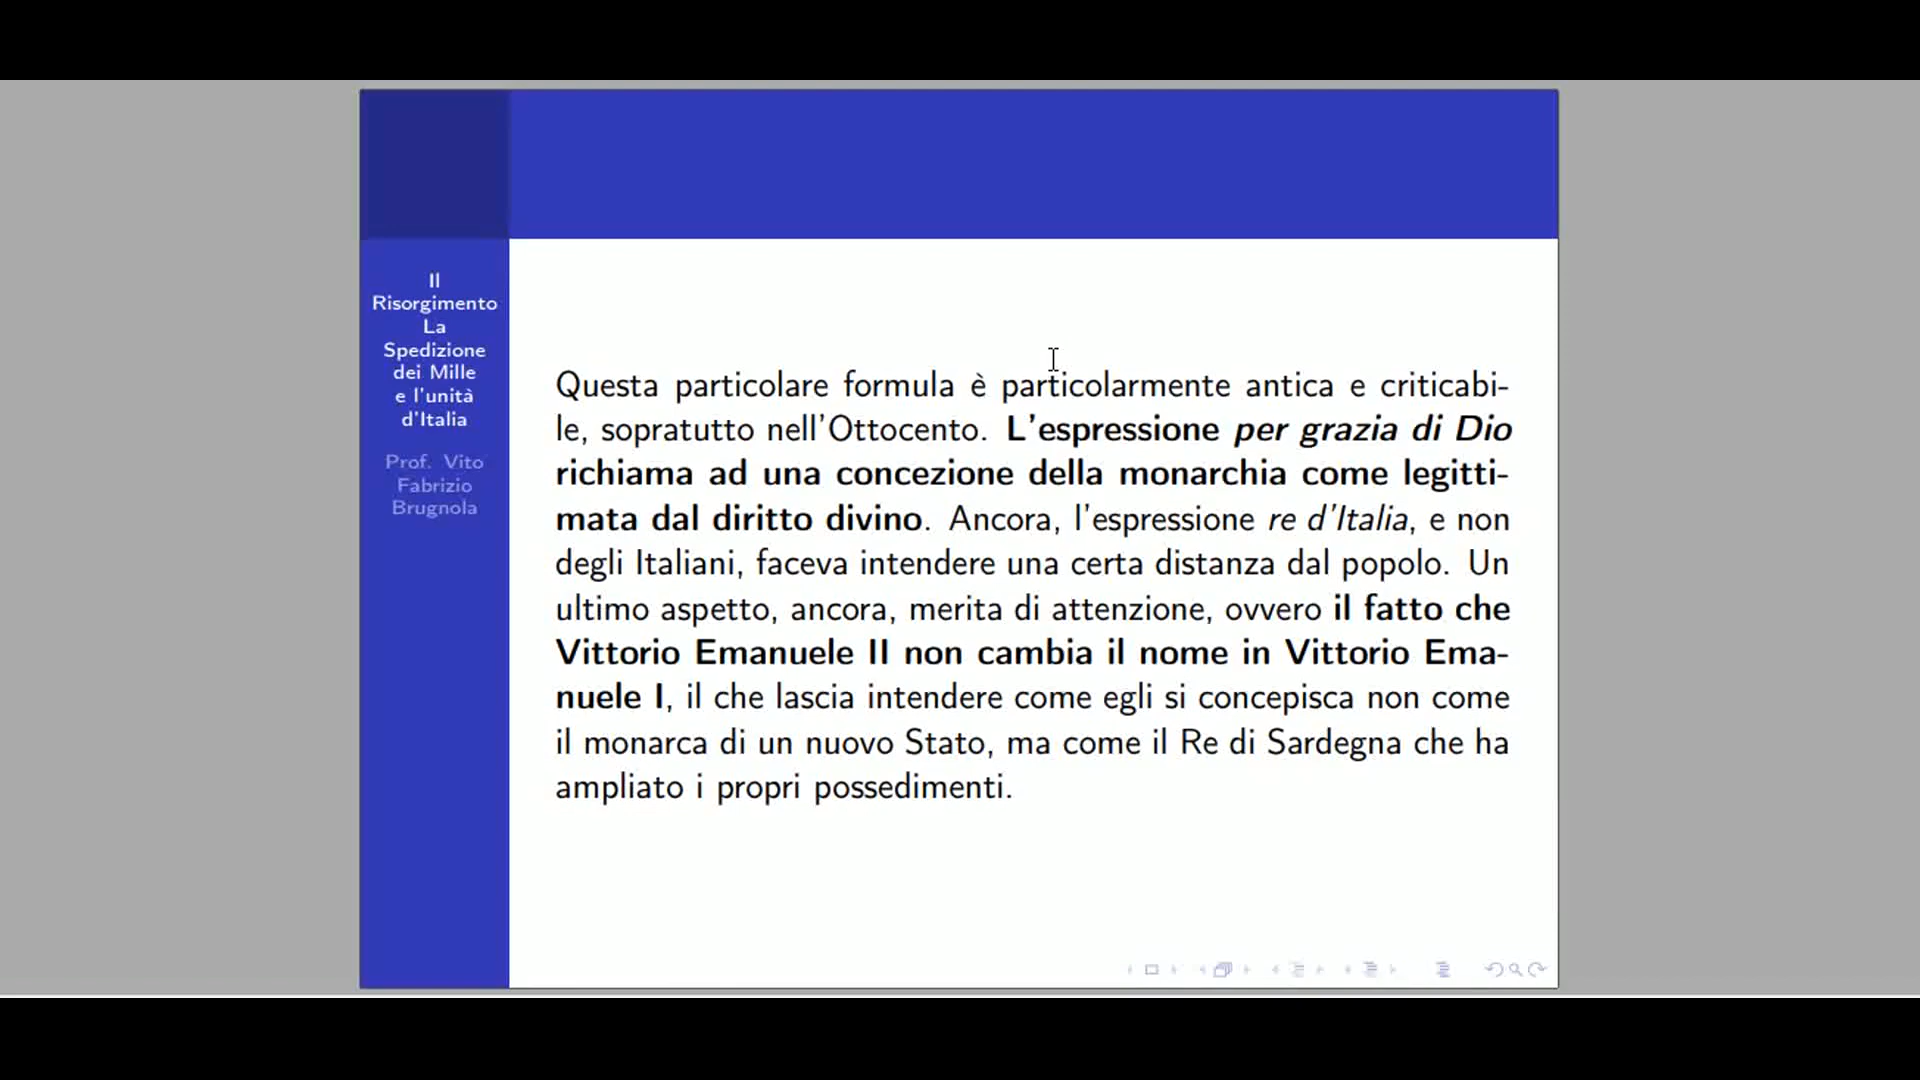 Il
Risorgimento
La
Spedizione
dei Mille
e l'unità
d'Italia
Prof. Vito
Fabrizio
Brugnola
Questa particolare formula è particolarmente antica e criticabi-
le, sopratutto nell'Ottocento. L'espressione per grazia di Dio
richiama ad una concezione della monarchia come legitti-
mata dal diritto divino. Ancora, l'espressione re d'Italia, e non
degli Italiani, faceva intendere una certa distanza dal popolo. Un
ultimo aspetto, ancora, merita di attenzione, ovvero il fatto che
Vittorio Emanuele II non cambia il nome in Vittorio Ema-
nuele I, il che lascia intendere come egli si concepisca non come
il monarca di un nuovo Stato, ma come il Re di Sardegna che ha
ampliato i propri possedimenti.